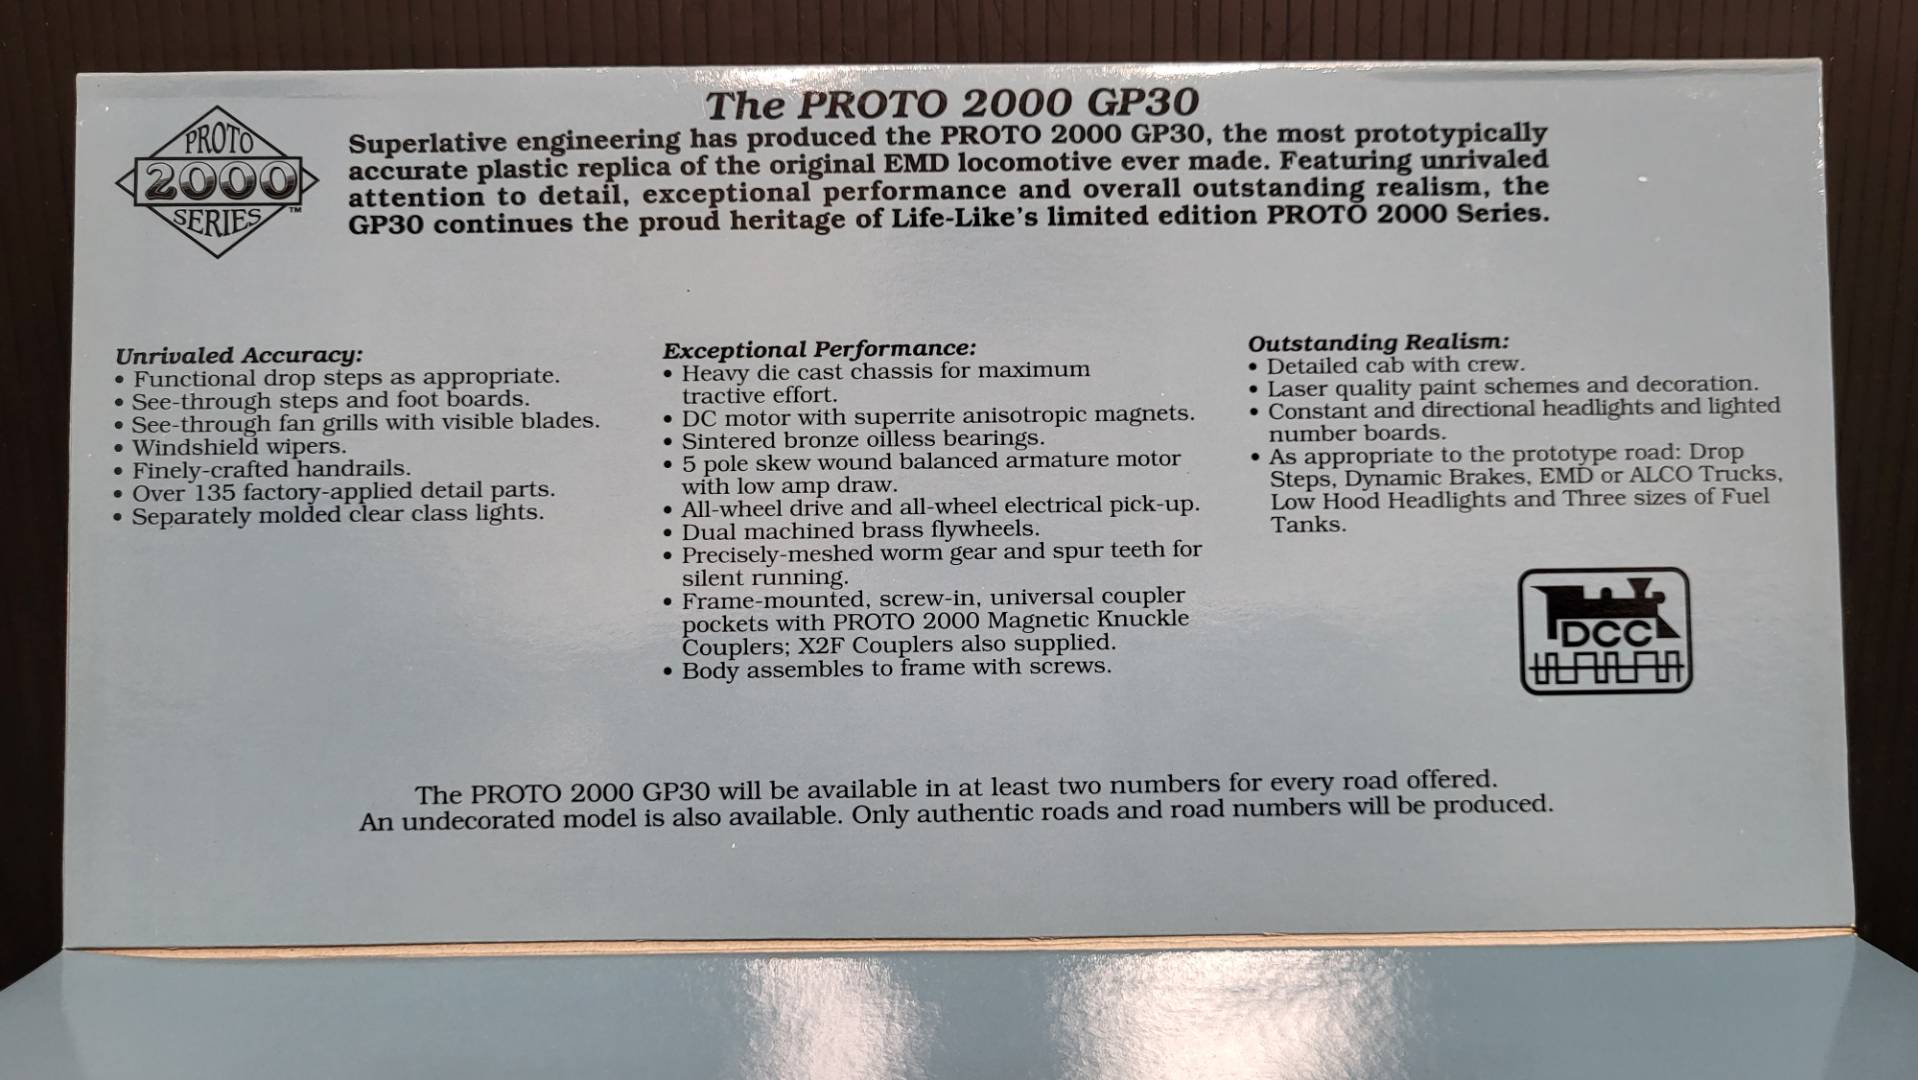 PROTO
2000
SERIES™
The PROTO 2000 GP30
Superlative engineering has produced the PROTO 2000 GP30, the most prototypically
accurate plastic replica of the original EMD locomotive ever made. Featuring unrivaled
attention to detail, exceptional performance and overall outstanding realism, the
GP30 continues the proud heritage of Life-Like's limited edition PROTO 2000 Series.
Unrivaled Accuracy:
• Functional drop steps as appropriate.
• See-through steps and foot boards.
• See-through fan grills with visible blades.
• Windshield wipers.
• Finely-crafted handrails.
• Over 135 factory-applied detail parts.
• Separately molded clear class lights.
Exceptional Performance:
• Heavy die cast chassis for maximum
tractive effort.
• DC motor with superrite anisotropic magnets.
• Sintered bronze oilless bearings.
• 5 pole skew wound balanced armature motor
with low amp draw.
• All-wheel drive and all-wheel electrical pick-up.
• Dual machined brass flywheels.
• Precisely-meshed worm gear and spur teeth for
silent running.
• Frame-mounted, screw-in, universal coupler
pockets with PROTO 2000 Magnetic Knuckle
Couplers; X2F Couplers also supplied.
• Body assembles to frame with screws.
Outstanding Realism:
• Detailed cab with crew.
• Laser quality paint schemes and decoration.
• Constant and directional headlights and lighted
number boards.
• As appropriate to the prototype road: Drop
Steps, Dynamic Brakes, EMD or ALCO Trucks,
Low Hood Headlights and Three sizes of Fuel
Tanks.
DCC
The PROTO 2000 GP30 will be available in at least two numbers for every road offered.
An undecorated model is also available. Only authentic roads and road numbers will be produced.